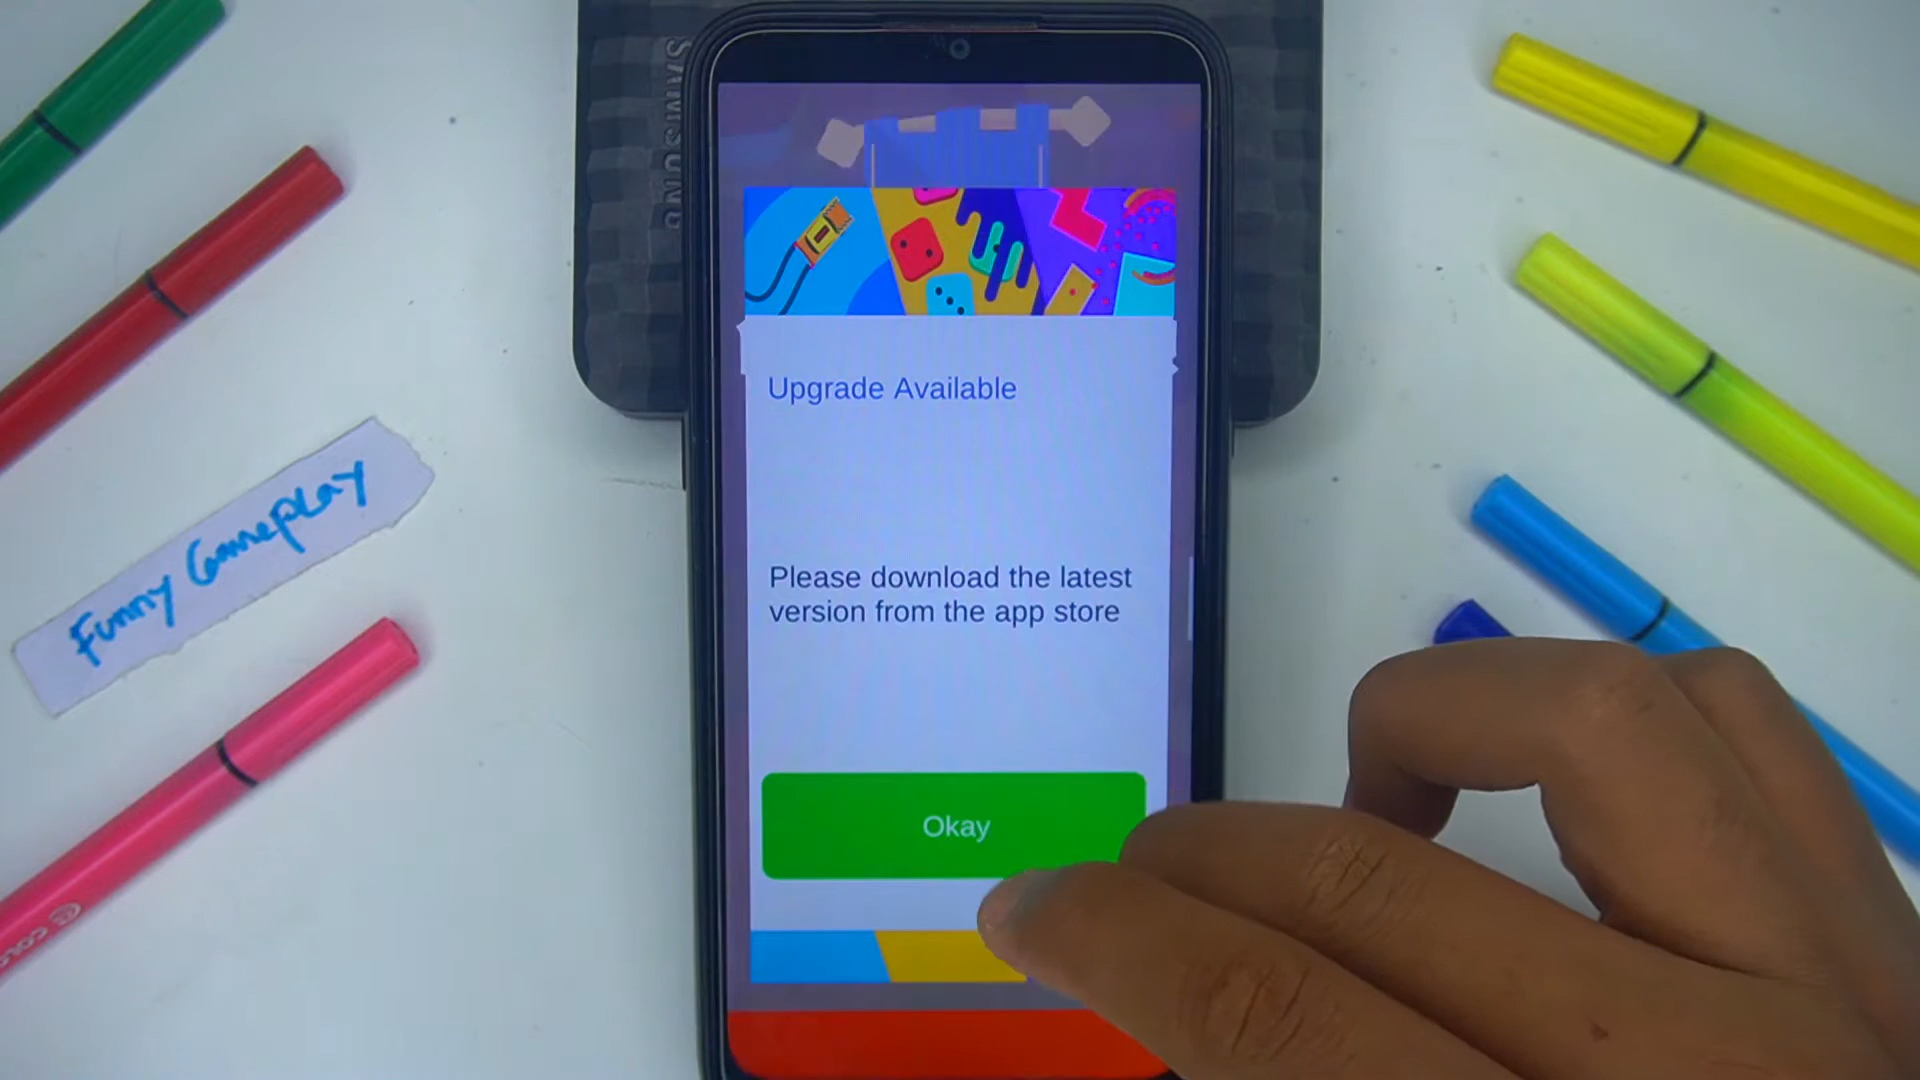 SAMSUNG
Upgrade Available
Please download the latest
version from the app store
Okay
Funny Gameplay